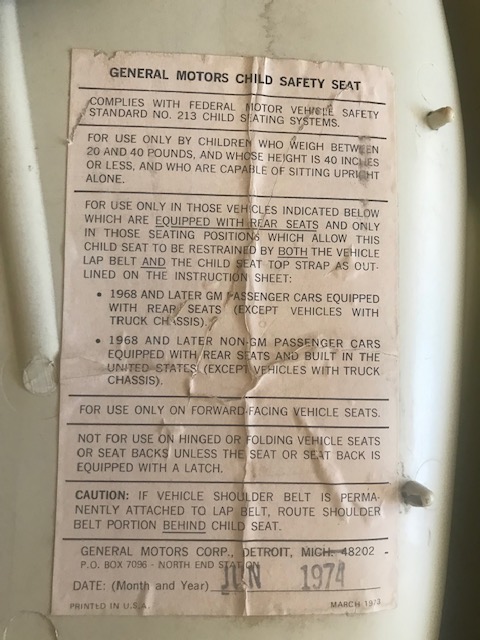 GENERAL MOTORS CHILD SAFETY SEAT
COMPLIES WITH FEDERAL MOTOR VEHICLE SAFETY
STANDARD NO. 213 CHILD SEATING SYSTEMS.
FOR USE ONLY BY CHILDREN WHO WEIGH BETWEEN
20 AND 40 POUNDS, AND WHOSE HEIGHT IS 40 INCHES
OR LESS, AND WHO ARE CAPABLE OF SITTING UPRIGHT
ALONE.
FOR USE ONLY IN THOSE VEHICLES INDICATED BELOW
WHICH ARE EQUIPPED WITH REAR SEATS AND ONLY
IN THOSE SEATING POSITIONS WHICH ALLOW THIS
CHILD SEAT TO BE RESTRAINED BY BOTH THE VEHICLE
LAP BELT AND THE CHILD SEAT TOP STRAP AS OUT-
LINED ON THE INSTRUCTION SHEET:
• 1968 AND LATER GM PASSENGER CARS EQUIPPED
WITH REAR SEATS (EXCEPT VEHICLES WITH
TRUCK CHASSIS).
• 1968 AND LATER NON-GM PASSENGER CARS
EQUIPPED WITH REAR SEATS AND BUILT IN THE
UNITED STATES (EXCEPT VEHICLES WITH TRUCK
CHASSIS).
FOR USE ONLY ON FORWARD-FACING VEHICLE SEATS.
NOT FOR USE ON HINGED OR FOLDING VEHICLE SEATS
OR SEAT BACKS UNLESS THE SEAT OR SEAT BACK IS
EQUIPPED WITH A LATCH.
CAUTION: IF VEHICLE SHOULDER BELT IS PERMA-
NENTLY ATTACHED TO LAP BELT, ROUTE SHOULDER
BELT PORTION BEHIND CHILD SEAT.
GENERAL MOTORS CORP., DETROIT, MICH. 48202
P.O. BOX 7096 - NORTH END STATION
DATE: (Month and Year) JUN 1974
PRINTED IN U.S.A. MARCH 1973